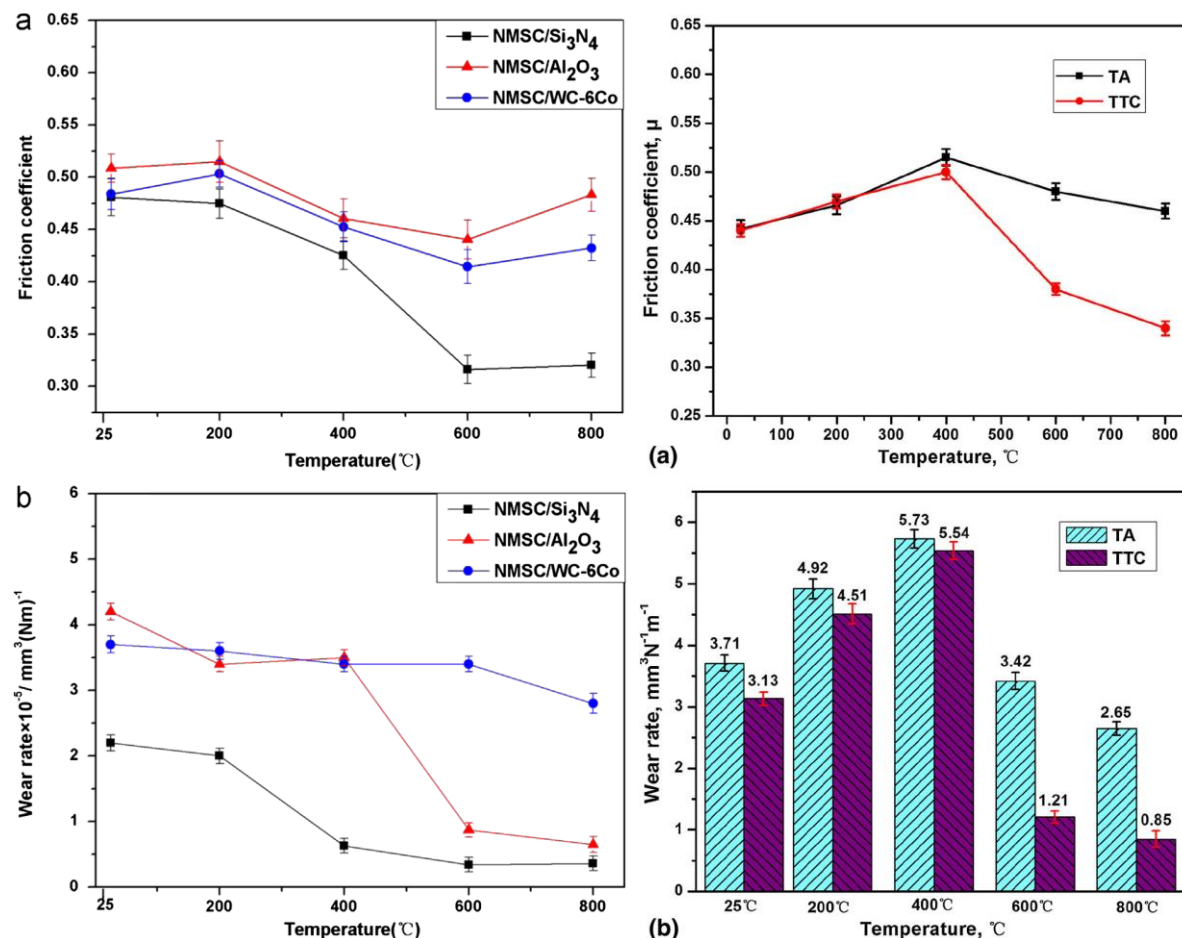 a
0.65
0.60
0.55
0.50
0.45
0.40
0.35
0.30
Friction coefficient
NMSC/Si₃N₄
NMSC/Al₂O₃
NMSC/WC-6Co
25 200 400 600 800
Temperature(℃)
0.65
0.60
0.55
0.50
0.45
0.40
0.35
0.30
0.25
Friction coefficient, μ
TA
TTC
0 100 200 300 400 500 600 700 800
(a) Temperature, ℃
b
6
5
4
3
2
1
0
Wear rate×10⁻⁵/ mm³(Nm)⁻¹
NMSC/Si₃N₄
NMSC/Al₂O₃
NMSC/WC-6Co
25 200 400 600 800
Temperature(℃)
6
5
4
3
2
1
0
Wear rate, mm³N⁻¹m⁻¹
TA
TTC
3.71 3.13 4.92 4.51 5.73 5.54 3.42 1.21 2.65 0.85
25℃ 200℃ 400℃ 600℃ 800℃
(b) Temperature, ℃